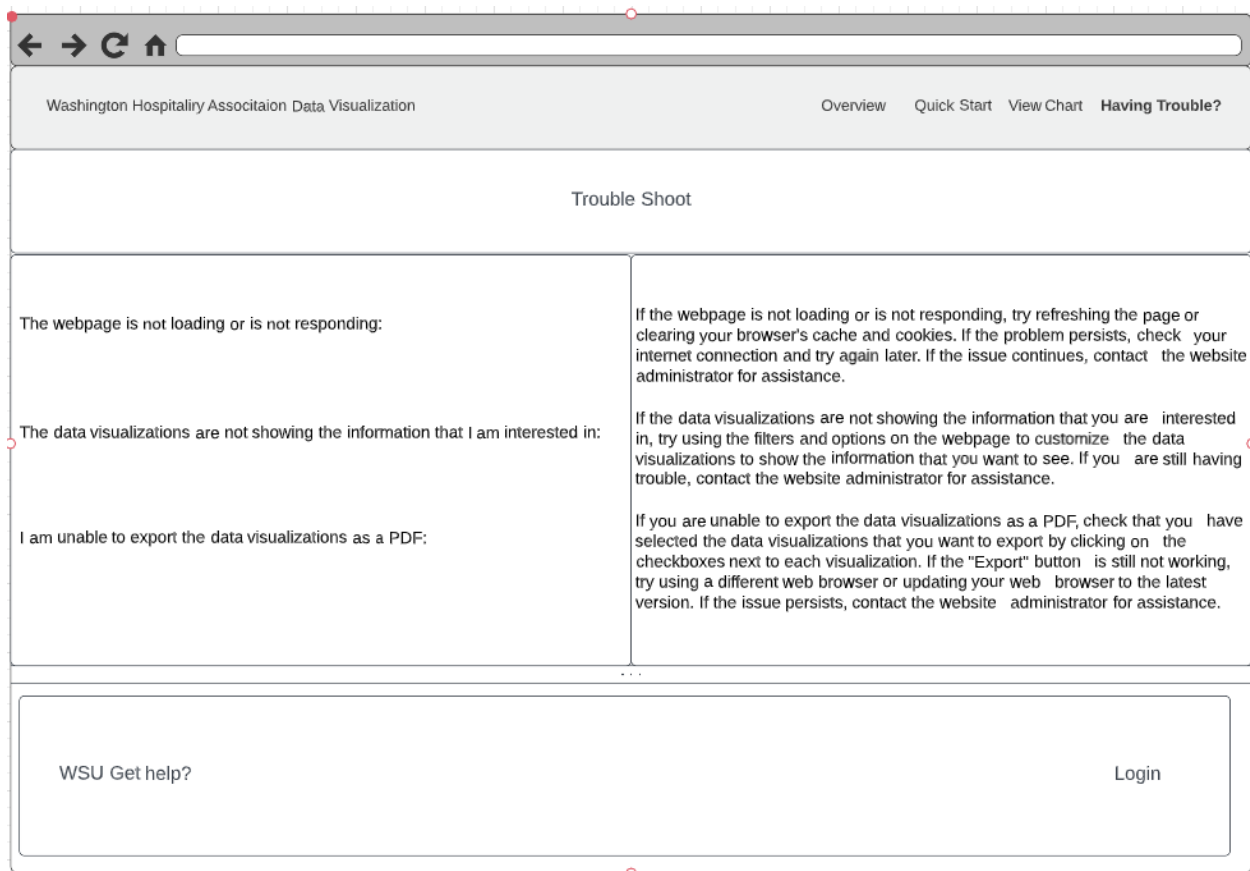 Washington Hospitaliry Associtaion Data Visualization
Overview Quick Start View Chart Having Trouble?
Trouble Shoot
The webpage is not loading or is not responding:
If the webpage is not loading or is not responding, try refreshing the page or
clearing your browser's cache and cookies. If the problem persists, check your
internet connection and try again later. If the issue continues, contact the website
administrator for assistance.
The data visualizations are not showing the information that I am interested in:
If the data visualizations are not showing the information that you are interested
in, try using the filters and options on the webpage to customize the data
visualizations to show the information that you want to see. If you are still having
trouble, contact the website administrator for assistance.
I am unable to export the data visualizations as a PDF:
If you are unable to export the data visualizations as a PDF, check that you have
selected the data visualizations that you want to export by clicking on the
checkboxes next to each visualization. If the "Export" button is still not working,
try using a different web browser or updating your web browser to the latest
version. If the issue persists, contact the website administrator for assistance.
...
WSU Get help?
Login